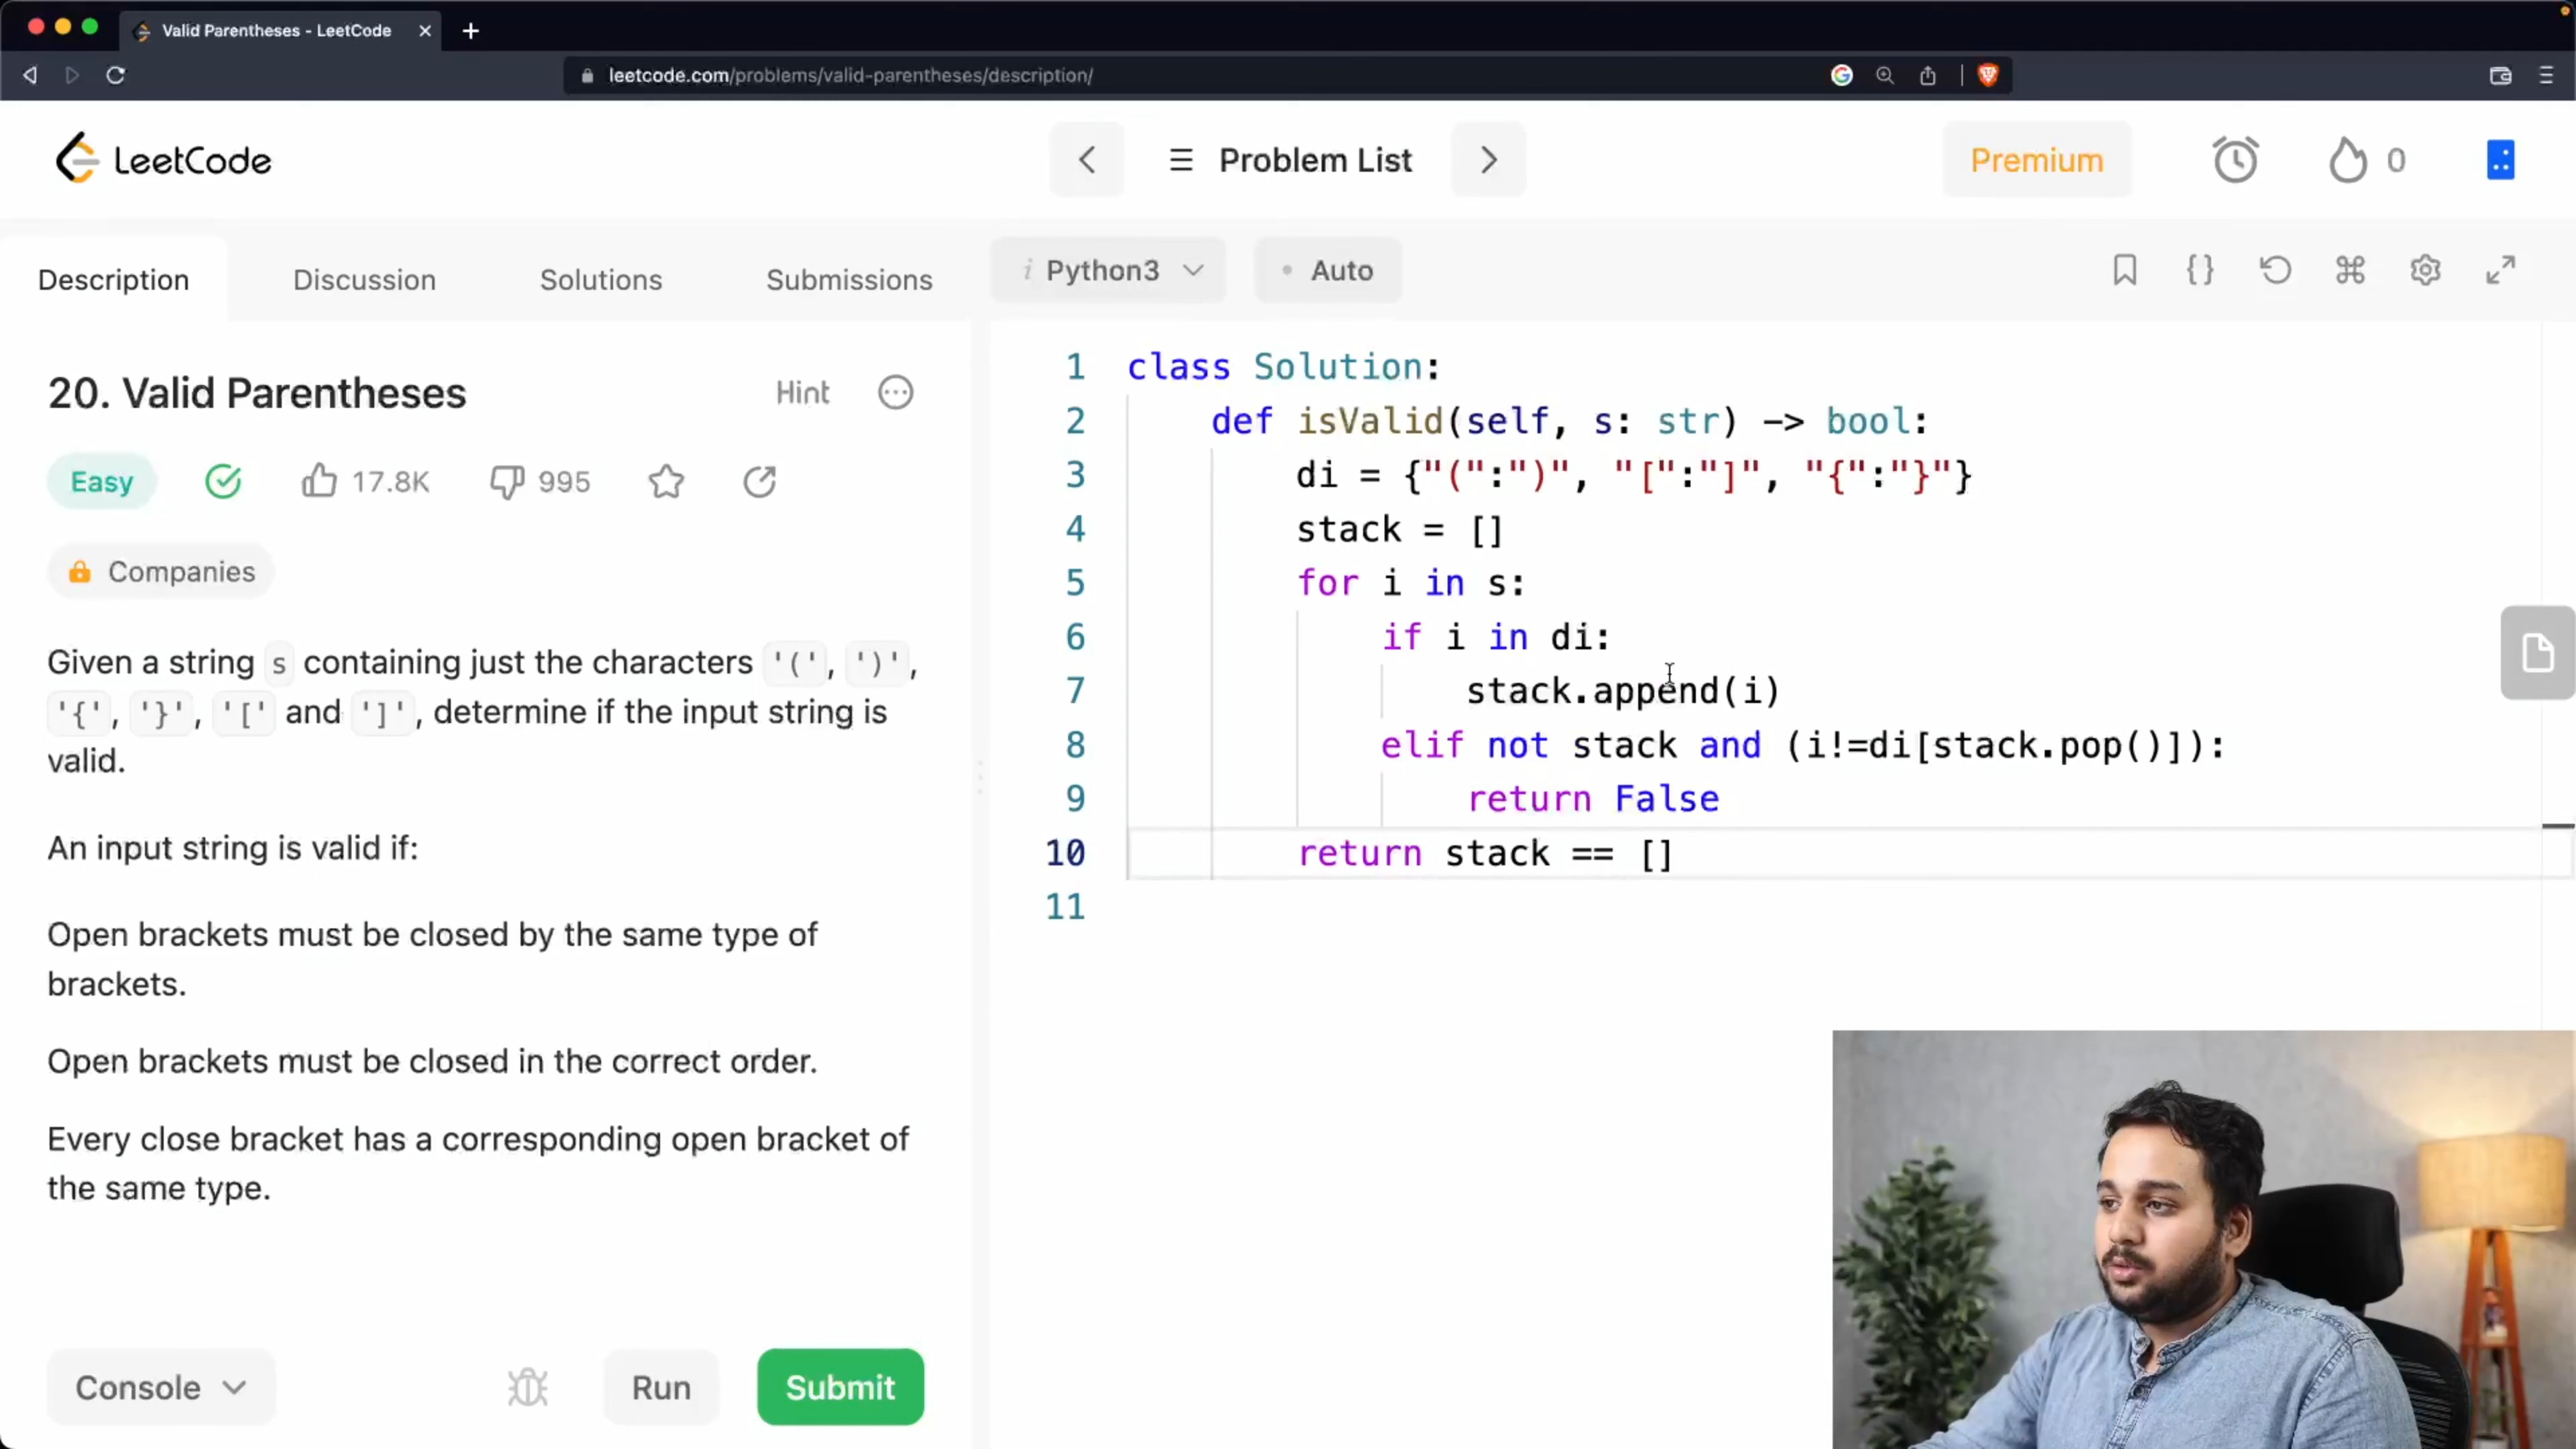 Valid Parentheses - LeetCode
leetcode.com/problems/valid-parentheses/description/
LeetCode
Problem List
Premium
0
Description
Discussion
Solutions
Submissions
i Python3
Auto
20. Valid Parentheses
Hint
Easy
17.8K
995
Companies
Given a string s containing just the characters '(', ')',
'{', '}', '[' and ']', determine if the input string is
valid.
An input string is valid if:
Open brackets must be closed by the same type of
brackets.
Open brackets must be closed in the correct order.
Every close bracket has a corresponding open bracket of
the same type.
Console
Run
Submit
1 class Solution:
2 def isValid(self, s: str) -> bool:
3 di = {"(":")", "[":"]", "{":"}"}
4 stack = []
5 for i in s:
6 if i in di:
7 stack.append(i)
8 elif not stack and (i!=di[stack.pop()]):
9 return False
10 return stack == []
11